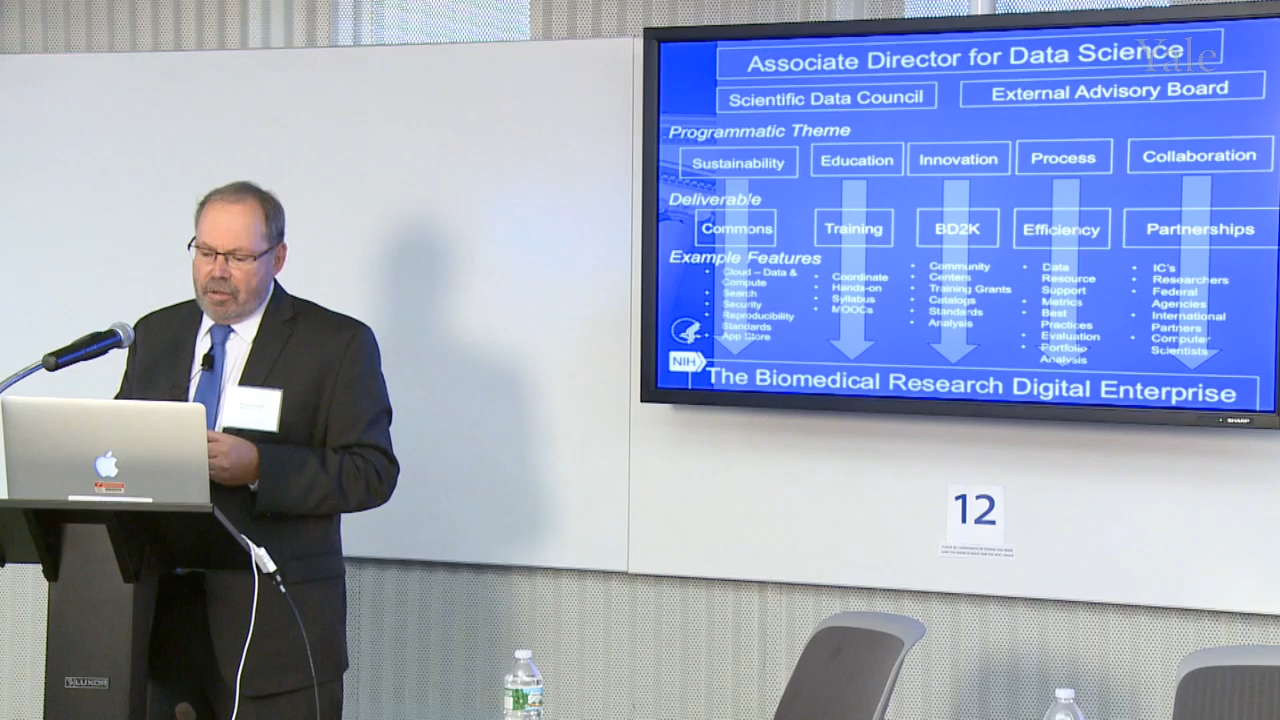 Yale
Associate Director for Data Science
Scientific Data Council
External Advisory Board
Programmatic Theme
Sustainability
Education
Innovation
Process
Collaboration
Deliverable
Commons
Training
BD2K
Efficiency
Partnerships
Example Features
• Cloud – Data &
Compute
• Search
• Security
• Reproducibility
Standards
• App Store
• Coordinate
• Hands-on
• Syllabus
• MOOCs
• Community
• Centers
• Training Grants
• Catalogs
• Standards
• Analysis
• Data
Resource
Support
• Metrics
• Best
Practices
• Evaluation
• Portfolio
Analysis
• IC's
• Researchers
• Federal
Agencies
• International
Partners
• Computer
Scientists
NIH
The Biomedical Research Digital Enterprise
SHARP
12
LUXOR